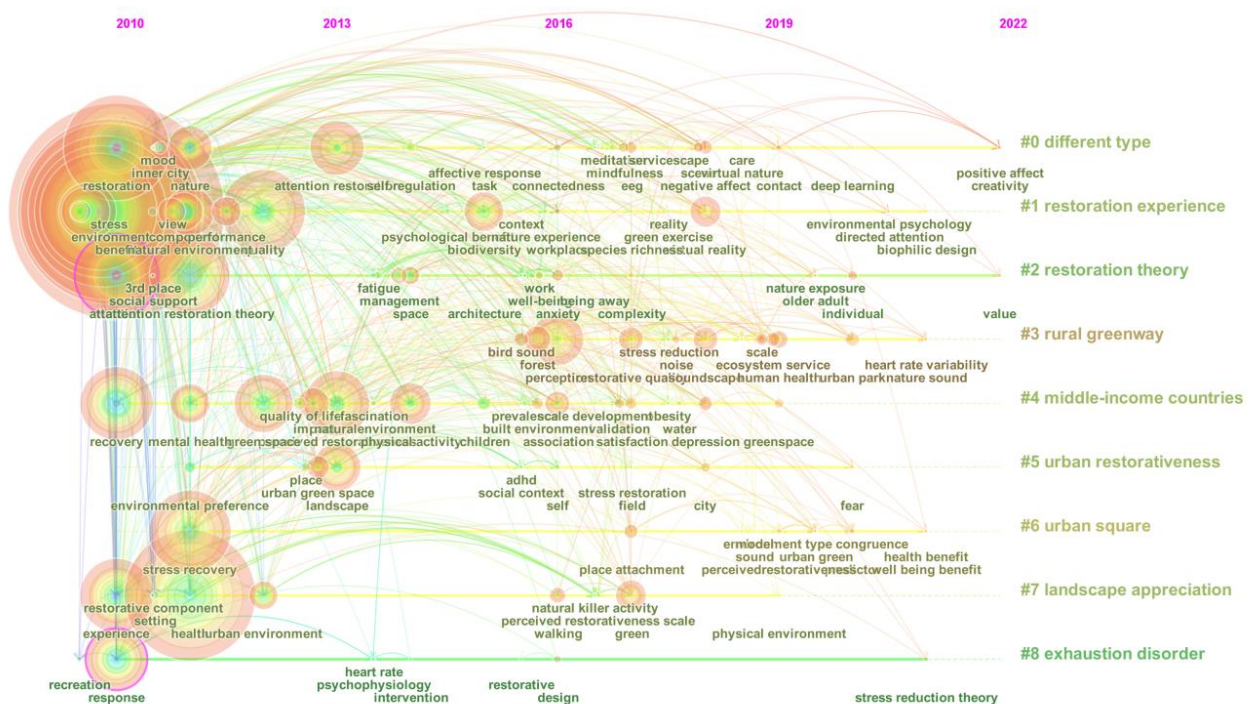 2010 2013 2016 2019 2022
#0 different type
mood meditation servicescape care
inner city affective response mindfulness virtual nature positive affect
restoration nature self regulation task connectedness eeg negative affect contact deep learning creativity
#1 restoration experience
stress view context reality environmental psychology
environment performance nature experience green exercise directed attention
natural environment biodiversity workplace species richness biophilic design
#2 restoration theory
3rd place fatigue work nature exposure
social support management well-being being away older adult
attention restoration theory space architecture anxiety complexity individual value
#3 rural greenway
bird sound stress reduction scale
forest noise ecosystem service heart rate variability
restorative quality soundscape human health urban park nature sound
#4 middle-income countries
quality of life fascination scale development obesity
environment built environment validation water
recovery mental health physical activity children association satisfaction depression greenspace
#5 urban restorativeness
place adhd
urban green space social context stress restoration
environmental preference landscape self field city fear
#6 urban square
type congruence
sound urban green health benefit
stress recovery place attachment well being benefit
#7 landscape appreciation
restorative component natural killer activity
setting perceived restorativeness scale
experience health urban environment walking green physical environment
#8 exhaustion disorder
heart rate
recreation psychophysiology restorative
response intervention design stress reduction theory